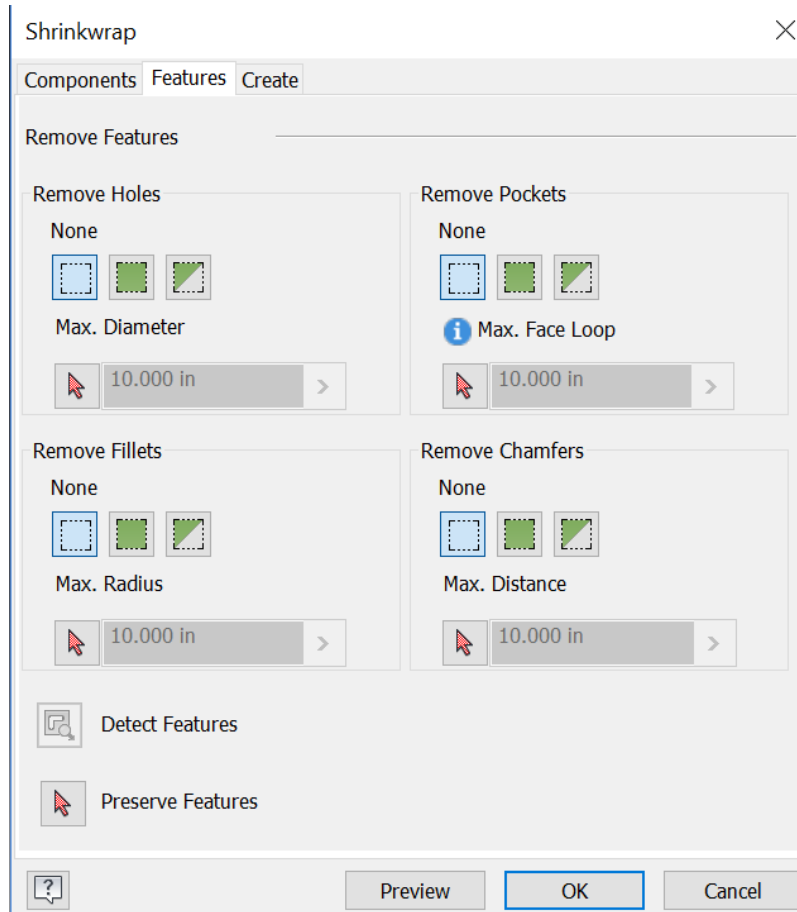 Shrinkwrap
Components Features Create
Remove Features
Remove Holes
None
Max. Diameter
10.000 in
Remove Pockets
None
Max. Face Loop
10.000 in
Remove Fillets
None
Max. Radius
10.000 in
Remove Chamfers
None
Max. Distance
10.000 in
Detect Features
Preserve Features
? Preview OK Cancel